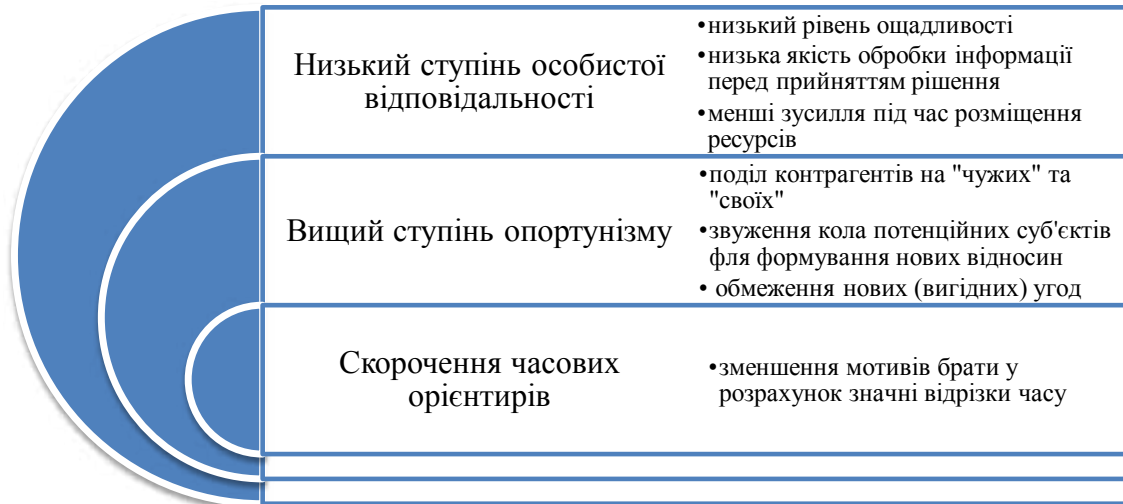 Низький ступінь особистої
відповідальності
•низький рівень ощадливості
•низька якість обробки інформації
перед прийняттям рішення
•менші зусилля під час розміщення
ресурсів
Вищий ступінь опортунізму
•поділ контрагентів на "чужих" та
"своїх"
•звуження кола потенційних суб'єктів
фля формування нових відносин
• обмеження нових (вигідних) угод
Скорочення часових
орієнтирів
•зменшення мотивів брати у
розрахунок значні відрізки часу